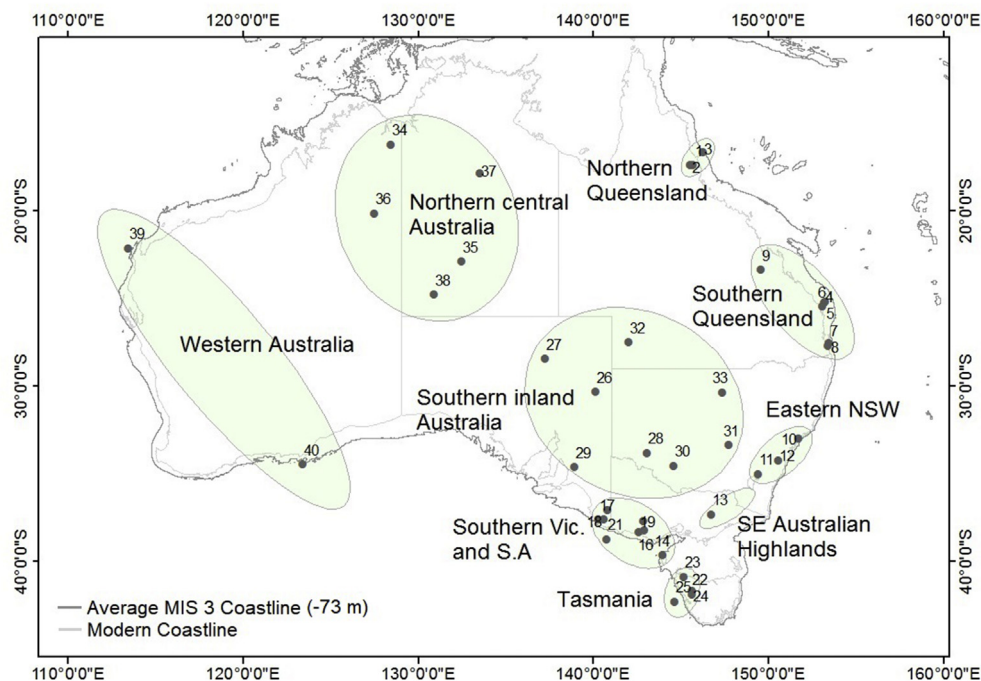 110°0'0"E 120°0'0"E 130°0'0"E 140°0'0"E 150°0'0"E 160°0'0"E
34
13
2
37
Northern
Queensland
20°0'0"S
36
Northern central
Australia
20°0'0"S
39
35
9
38
Southern
Queensland
6 4
5
Western Australia
32
7
8
27
30°0'0"S
26
33
30°0'0"S
Southern inland
Australia
Eastern NSW
31
10
28
40
29
30
11 12
13
17
18 21 19
Southern Vic.
and S.A
SE Australian
Highlands
16 14
40°0'0"S
23
40°0'0"S
22
25
24
Tasmania
Average MIS 3 Coastline (-73 m)
Modern Coastline
110°0'0"E 120°0'0"E 130°0'0"E 140°0'0"E 150°0'0"E 160°0'0"E